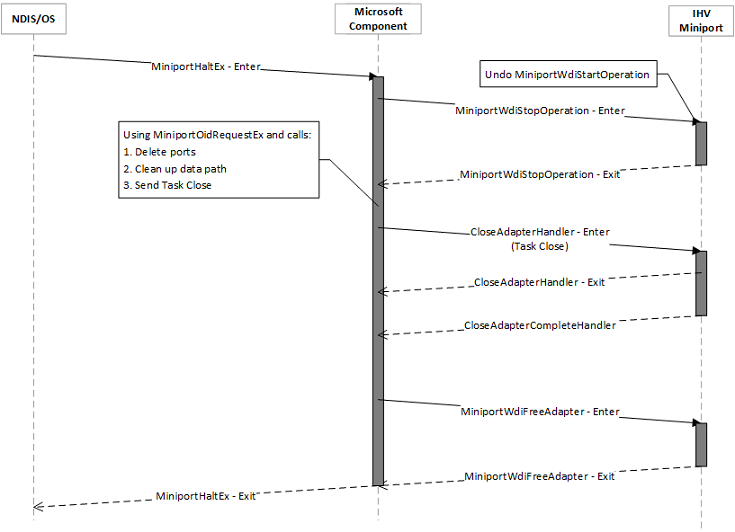 NDIS/OS
Microsoft
Component
IHV
Miniport
MiniportHaltEx - Enter
Undo MiniportWdiStartOperation
MiniportWdiStopOperation - Enter
Using MiniportOidRequestEx and calls:
1. Delete ports
2. Clean up data path
3. Send Task Close
MiniportWdiStopOperation - Exit
CloseAdapterHandler - Enter
(Task Close)
CloseAdapterHandler - Exit
CloseAdapterCompleteHandler
MiniportWdiFreeAdapter - Enter
MiniportWdiFreeAdapter - Exit
MiniportHaltEx - Exit